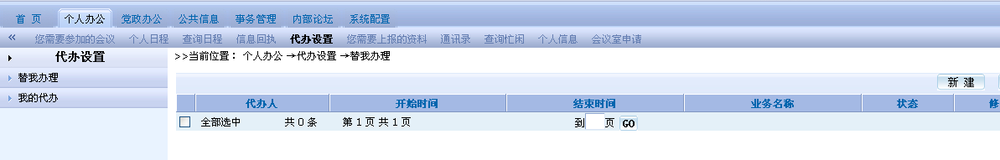 首 页 个人办公 党政办公 公共信息 事务管理 内部论坛 系统配置
« 您需要参加的会议 个人日程 查询日程 信息回执 代办设置 您需要上报的资料 通讯录 查询忙闲 个人信息 会议室申请
代办设置
替我办理
我的代办
>>当前位置： 个人办公 →代办设置 →替我办理
新 建
代办人 开始时间 结束时间 业务名称 状态 修
全部选中 共 0 条 第 1 页 共 1 页 到 页 GO